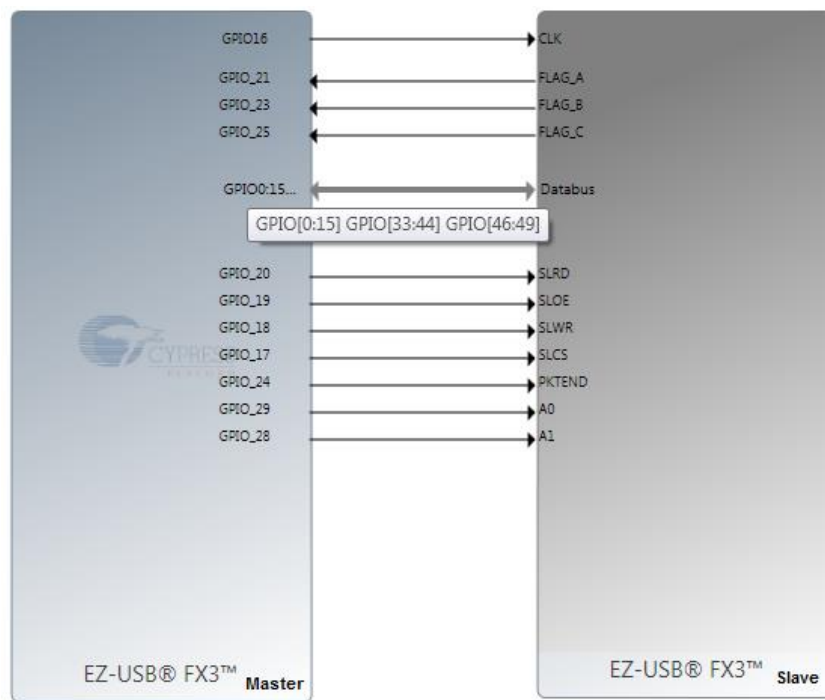 GPIO16 CLK
GPIO_21 FLAG_A
GPIO_23 FLAG_B
GPIO_25 FLAG_C
GPIO0:15... Databus
GPIO[0:15] GPIO[33:44] GPIO[46:49]
GPIO_20 SLRD
GPIO_19 SLOE
GPIO_18 SLWR
CYPRESS
GPIO_17 SLCS
GPIO_24 PKTEND
GPIO_29 A0
GPIO_28 A1
EZ-USB® FX3™ Master
EZ-USB® FX3™ Slave